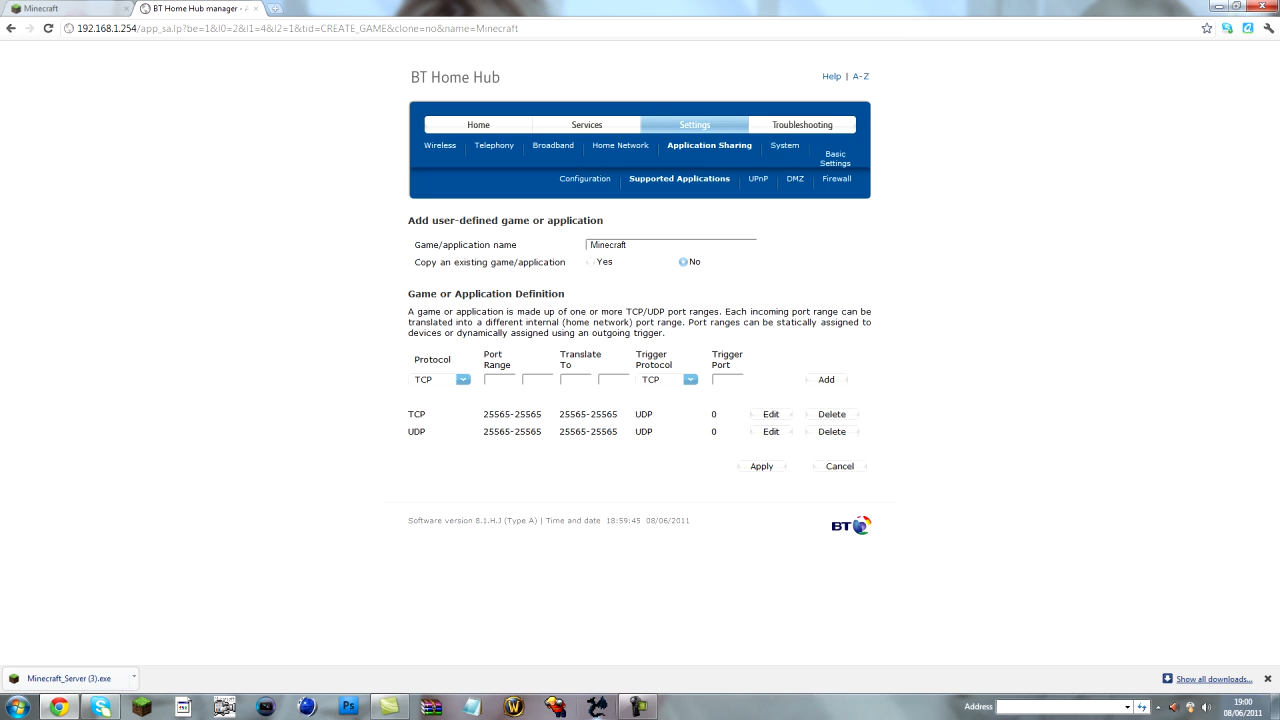 Minecraft
BT Home Hub manager - A
192.168.1.254/app_sa.lp?be=1&l0=2&l1=4&l2=1&tid=CREATE_GAME&clone=no&name=Minecraft
BT Home Hub
Help | A-Z
Home Services Settings Troubleshooting
Wireless Telephony Broadband Home Network Application Sharing System Basic Settings
Configuration Supported Applications UPnP DMZ Firewall
Add user-defined game or application
Game/application name Minecraft
Copy an existing game/application Yes No
Game or Application Definition
A game or application is made up of one or more TCP/UDP port ranges. Each incoming port range can be
translated into a different internal (home network) port range. Port ranges can be statically assigned to
devices or dynamically assigned using an outgoing trigger.
Protocol Port Range Translate To Trigger Protocol Trigger Port
TCP TCP Add
TCP 25565-25565 25565-25565 UDP 0 Edit Delete
UDP 25565-25565 25565-25565 UDP 0 Edit Delete
Apply Cancel
Software version 8.1.H.J (Type A) | Time and date 18:59:45 08/06/2011
BT
Minecraft_Server (3).exe
Show all downloads...
Ps
W
Address
19:00
08/06/2011